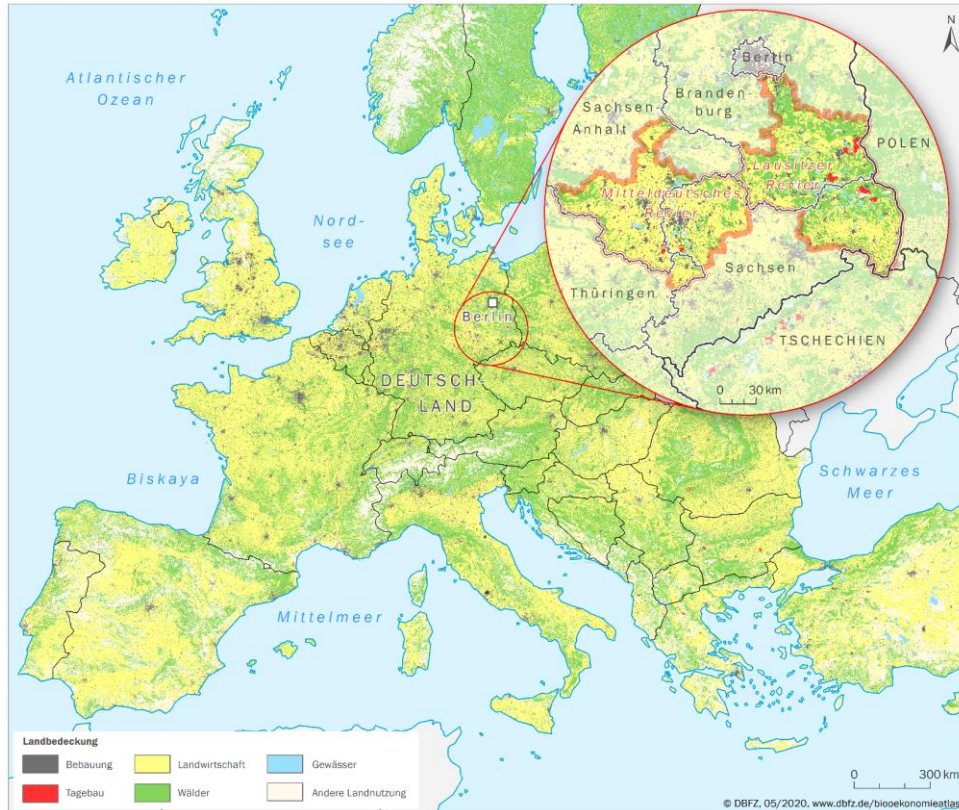 N
Atlantischer
Ozean
Berlin
Branden-
burg
Sachsen-
Anhalt
POLEN
Lausitzer
Revier
Mitteldeutsches
Revier
Sachsen
Thüringen
TSCHECHIEN
0 30 km
Nord-
see
Berlin
DEUTSCH-
LAND
Biskaya
Schwarzes
Meer
Mittelmeer
Landbedeckung
Bebauung
Landwirtschaft
Gewässer
Tagebau
Wälder
Andere Landnutzung
0 300 km
© DBFZ, 05/2020, www.dbfz.de/biooekonomieatlas